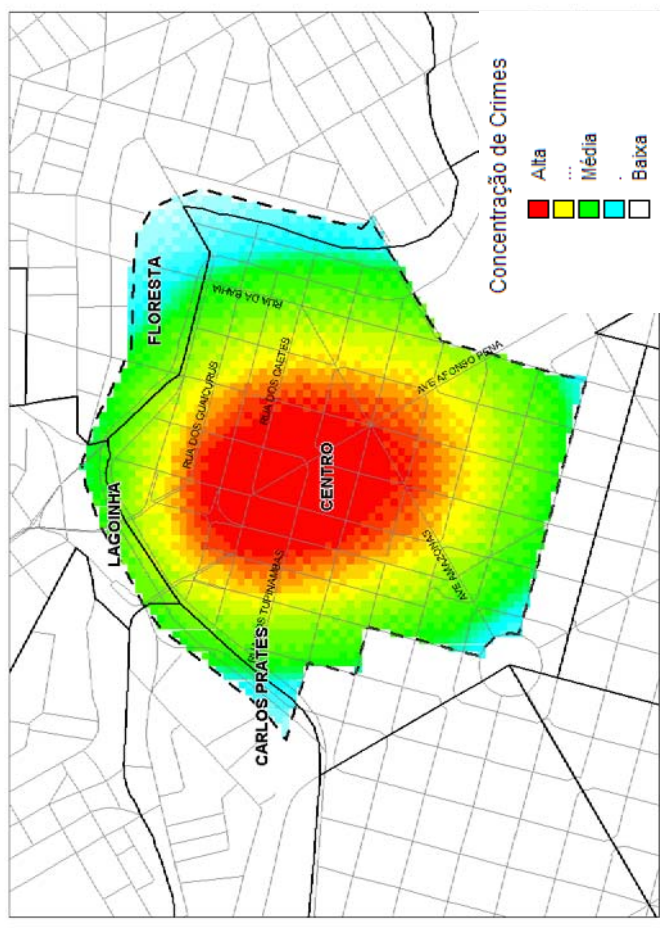 Concentração de Crimes
Alta
...
Média
.
Baixa
FLORESTA
LAGOINHA
CARLOS PRATES
CENTRO
RUA DA BAHIA
RUA DOS CAETES
RUA DOS GUAICURUS
TUPINAMBAS
AVE AFONSO PENA
AVE AMAZONAS